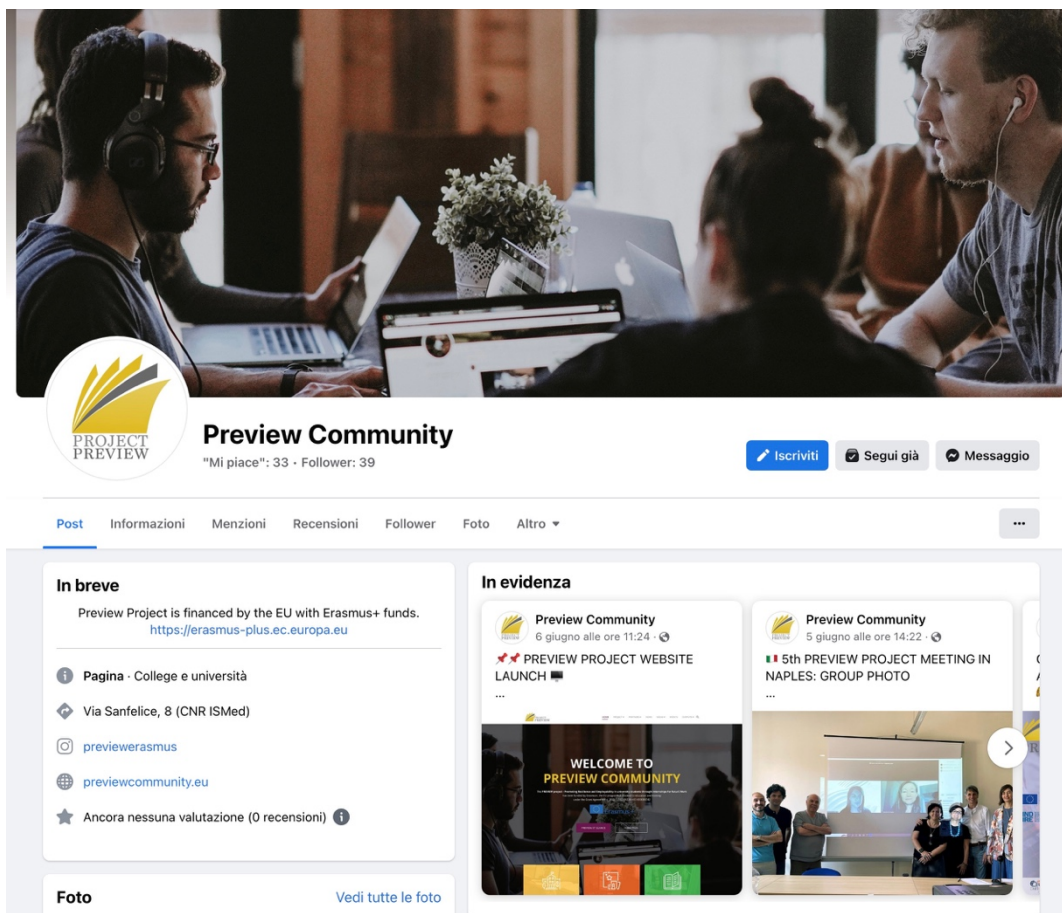 PROJECT
PREVIEW
Preview Community
"Mi piace": 33 · Follower: 39
Iscriviti
Segui già
Messaggio
Post
Informazioni
Menzioni
Recensioni
Follower
Foto
Altro
In breve
Preview Project is financed by the EU with Erasmus+ funds.
https://erasmus-plus.ec.europa.eu
Pagina · College e università
Via Sanfelice, 8 (CNR ISMed)
previewerasmus
previewcommunity.eu
Ancora nessuna valutazione (0 recensioni)
Foto
Vedi tutte le foto
In evidenza
Preview Community
6 giugno alle ore 11:24 ·
PREVIEW PROJECT WEBSITE
LAUNCH
...
WELCOME TO
PREVIEW COMMUNITY
Preview Community
5 giugno alle ore 14:22 ·
5th PREVIEW PROJECT MEETING IN
NAPLES: GROUP PHOTO
...